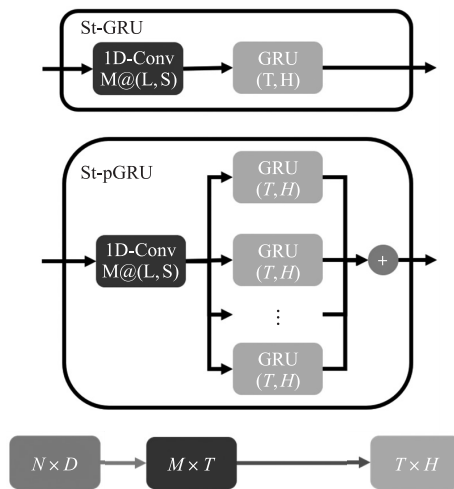 St-GRU
1D-Conv
M@(L, S)
GRU
(T, H)
St-pGRU
GRU
(T, H)
1D-Conv
M@(L, S)
GRU
(T, H)
+
⋮
GRU
(T, H)
N × D
M × T
T × H